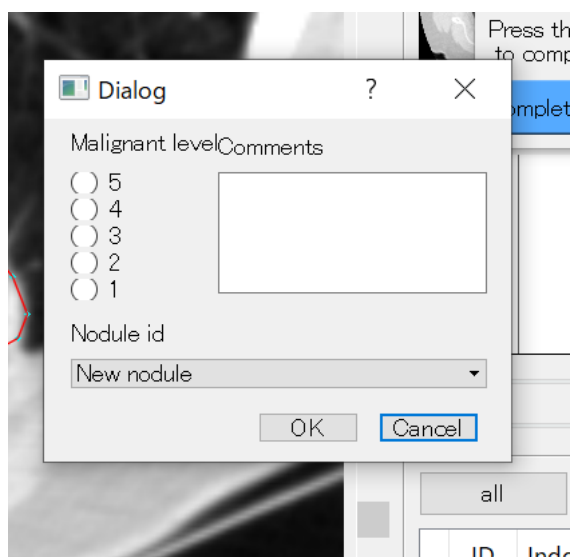 Press th
to comp
Dialog
?
omplet
Malignant level
Comments
5
4
3
2
1
Nodule id
New nodule
OK
Cancel
all
ID
Inde